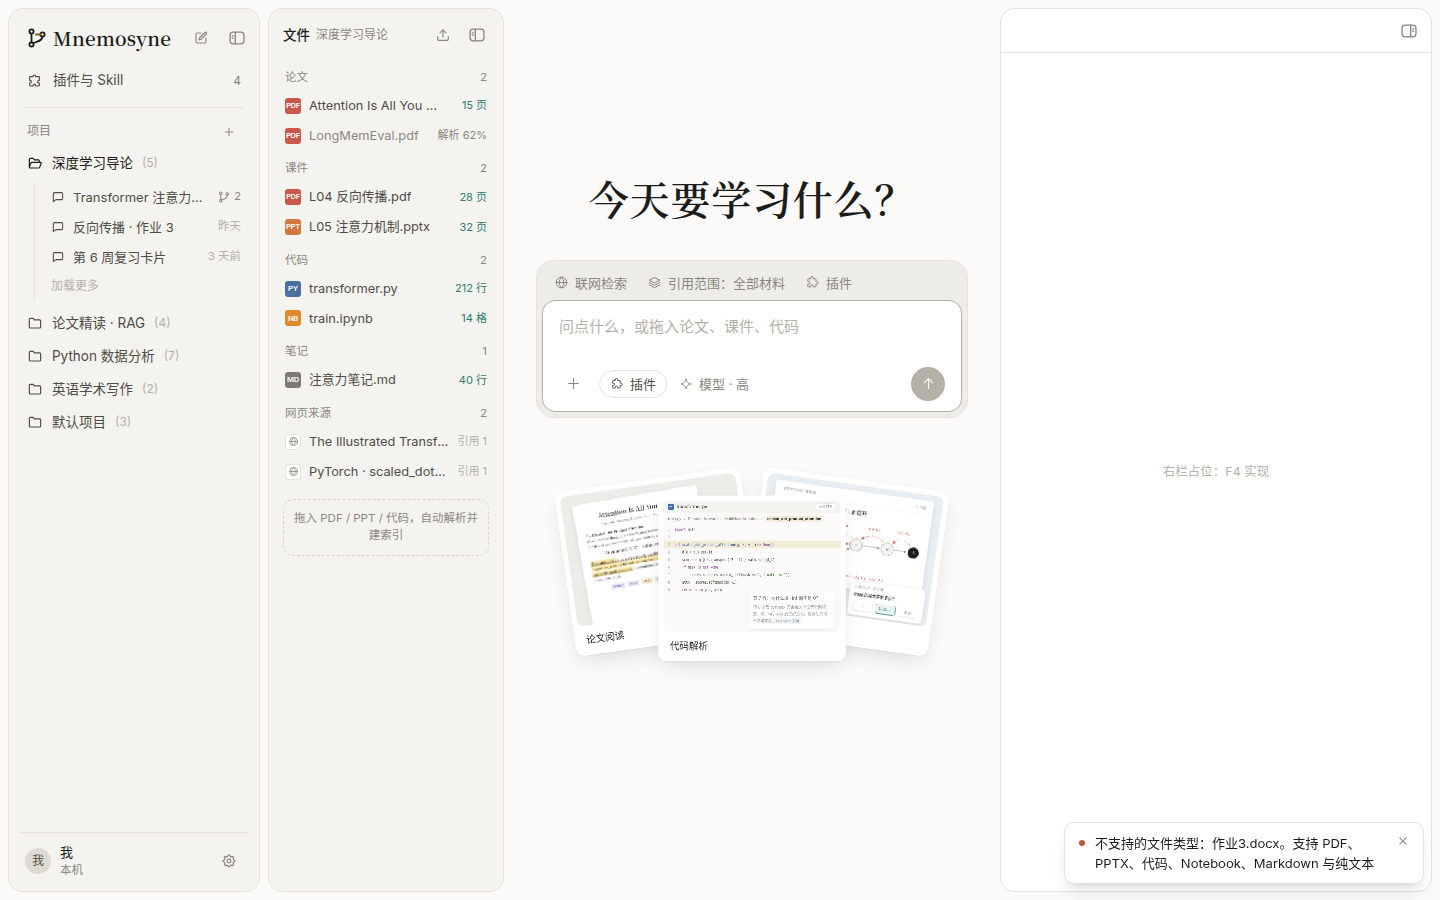 Mnemosyne
插件与 Skill 4
项目
深度学习导论 (5)
Transformer 注意力... 2
反向传播 · 作业 3 昨天
第 6 周复习卡片 3 天前
加载更多
论文精读 · RAG (4)
Python 数据分析 (7)
英语学术写作 (2)
默认项目 (3)
我 我
本机
文件 深度学习导论
论文 2
PDF Attention Is All You ... 15 页
PDF LongMemEval.pdf 解析 62%
课件 2
PDF L04 反向传播.pdf 28 页
PPT L05 注意力机制.pptx 32 页
代码 2
PY transformer.py 212 行
NB train.ipynb 14 格
笔记 1
MD 注意力笔记.md 40 行
网页来源 2
The Illustrated Transf... 引用 1
PyTorch · scaled_dot... 引用 1
拖入 PDF / PPT / 代码，自动解析并
建索引
今天要学习什么？
联网检索 引用范围：全部材料 插件
问点什么，或拖入论文、课件、代码
插件 模型 · 高
论文阅读
transformer.py
代码解析
右栏占位：F4 实现
不支持的文件类型：作业3.docx。支持 PDF、
PPTX、代码、Notebook、Markdown 与纯文本